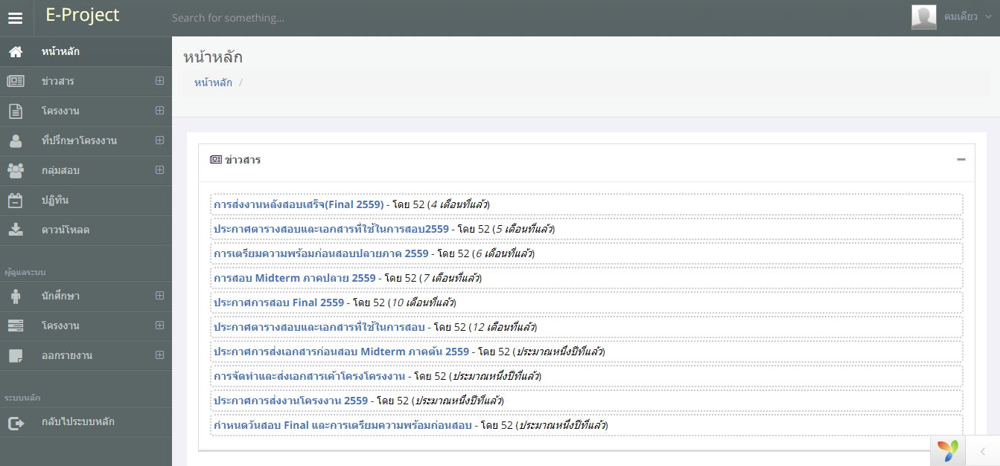 E-Project
Search for something...
คมเดียว
หน้าหลัก
ข่าวสาร
โครงงาน
ที่ปรึกษาโครงงาน
กลุ่มสอบ
ปฏิทิน
ดาวน์โหลด
ผู้ดูแลระบบ
นักศึกษา
โครงงาน
ออกรายงาน
ระบบหลัก
กลับไประบบหลัก
หน้าหลัก
หน้าหลัก /
ข่าวสาร
การส่งงานหลังสอบเสร็จ(Final 2559) - โดย 52 (4 เดือนที่แล้ว)
ประกาศตารางสอบและเอกสารที่ใช้ในการสอบ2559 - โดย 52 (5 เดือนที่แล้ว)
การเตรียมความพร้อมก่อนสอบปลายภาค 2559 - โดย 52 (6 เดือนที่แล้ว)
การสอบ Midterm ภาคปลาย 2559 - โดย 52 (7 เดือนที่แล้ว)
ประกาศการสอบ Final 2559 - โดย 52 (10 เดือนที่แล้ว)
ประกาศตารางสอบและเอกสารที่ใช้ในการสอบ - โดย 52 (12 เดือนที่แล้ว)
ประกาศการส่งเอกสารก่อนสอบ Midterm ภาคต้น 2559 - โดย 52 (ประมาณหนึ่งปีที่แล้ว)
การจัดทำและส่งเอกสารเค้าโครงโครงงาน - โดย 52 (ประมาณหนึ่งปีที่แล้ว)
ประกาศการส่งงานโครงงาน 2559 - โดย 52 (ประมาณหนึ่งปีที่แล้ว)
กำหนดวันสอบ Final และการเตรียมความพร้อมก่อนสอบ - โดย 52 (ประมาณหนึ่งปีที่แล้ว)